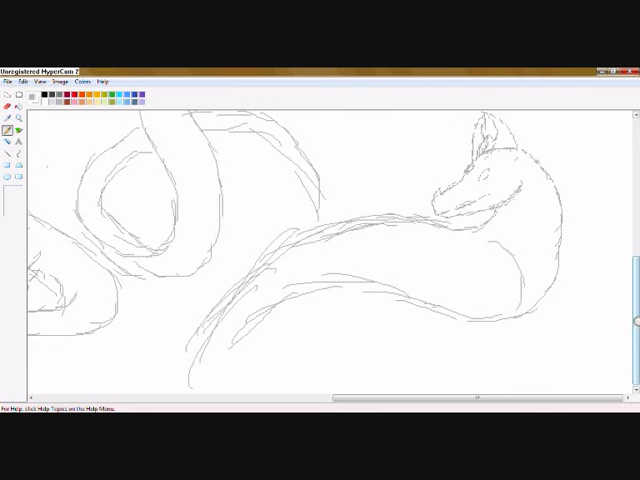 Unregistered HyperCam 2
File Edit View Image Colors Help
For Help, click Help Topics on the Help Menu.